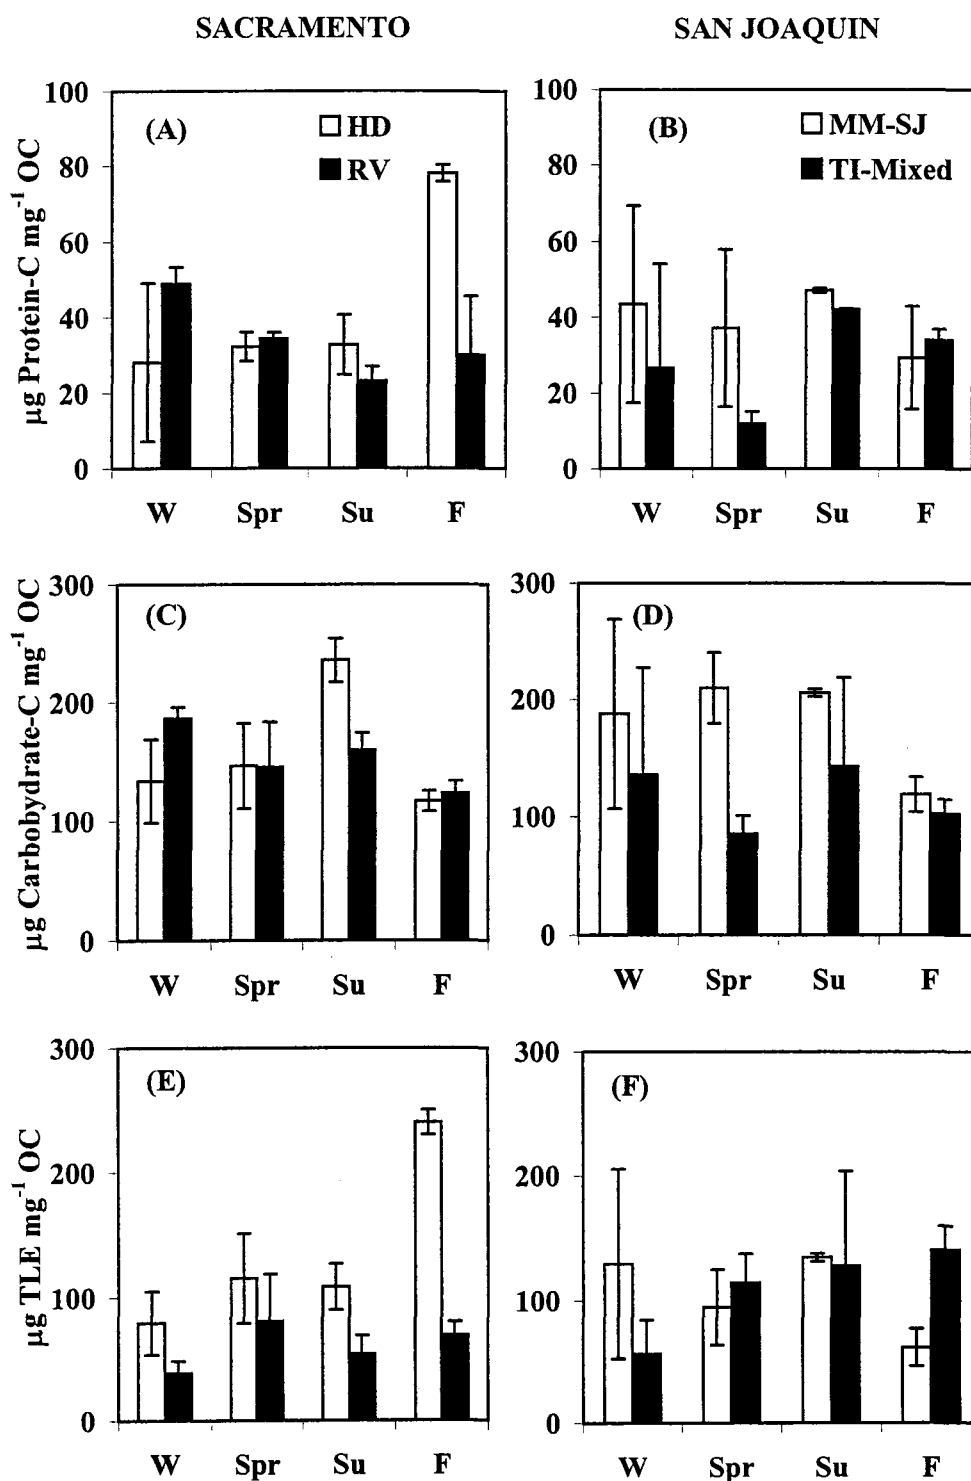 SACRAMENTO
SAN JOAQUIN
µg Protein-C mg⁻¹ OC
100
80
60
40
20
0
(A)
HD
RV
W Spr Su F
100
80
60
40
20
0
(B)
MM-SJ
TI-Mixed
W Spr Su F
µg Carbobydrate-C mg⁻¹ OC
300
200
100
0
(C)
W Spr Su F
300
200
100
0
(D)
W Spr Su F
µg TLE mg⁻¹ OC
300
200
100
0
(E)
W Spr Su F
300
200
100
0
(F)
W Spr Su F